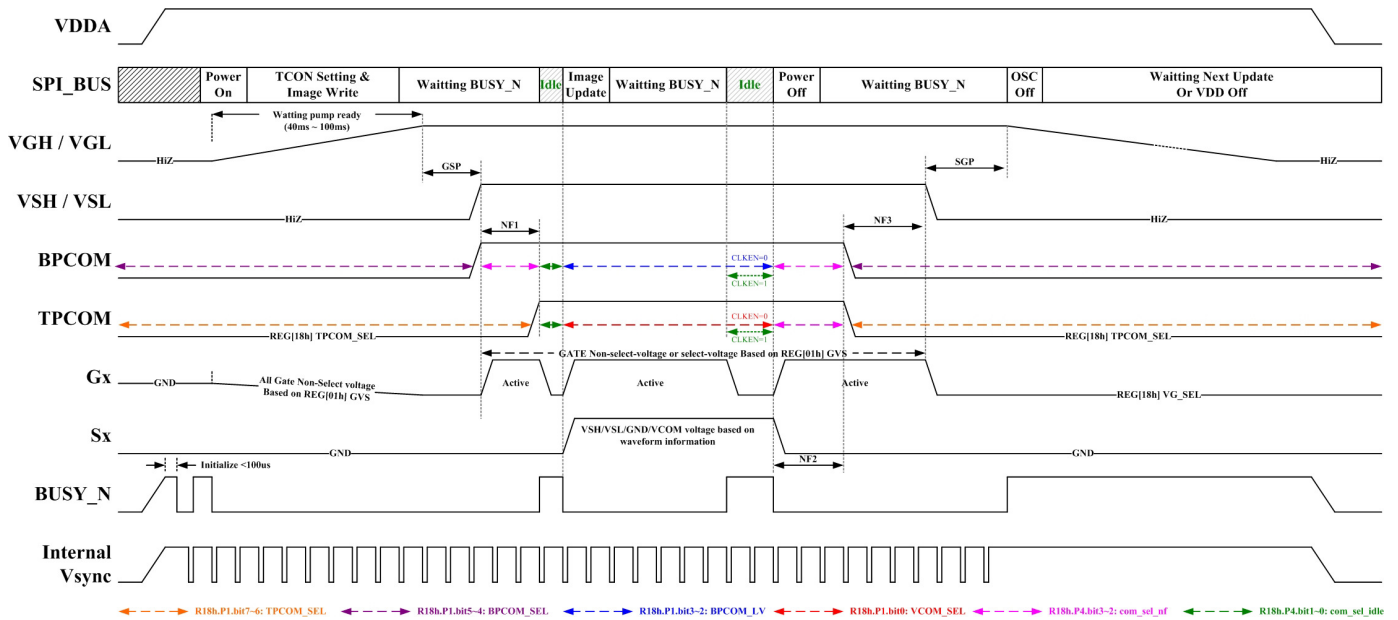 VDDA
SPI_BUS
Power
On
TCON Setting &
Image Write
Waitting BUSY_N
Idle
Image
Update
Waitting BUSY_N
Idle
Power
Off
Waitting BUSY_N
OSC
Off
Waitting Next Update
Or VDD Off
Watting pump ready
(40ms ~ 100ms)
VGH / VGL
HiZ
GSP
SGP
HiZ
VSH / VSL
HiZ
NF1
NF3
HiZ
BPCOM
CLKEN=0
CLKEN=1
TPCOM
REG[18h] TPCOM_SEL
CLKEN=0
CLKEN=1
REG[18h] TPCOM_SEL
GATE Non-select-voltage or select-voltage Based on REG[01h] GVS
Gx
GND
All Gate Non-Select voltage
Based on REG[01h] GVS
Active
Active
Active
REG[18h] VG_SEL
Sx
GND
VSH/VSL/GND/VCOM voltage based on
waveform information
NF2
GND
Initialize <100us
BUSY_N
Internal
Vsync
R18h.P1.bit7~6: TPCOM_SEL
R18h.P1.bit5~4: BPCOM_SEL
R18h.P1.bit3~2: BPCOM_LV
R18h.P1.bit0: VCOM_SEL
R18h.P4.bit3~2: com_sel_nf
R18h.P4.bit1~0: com_sel_idle